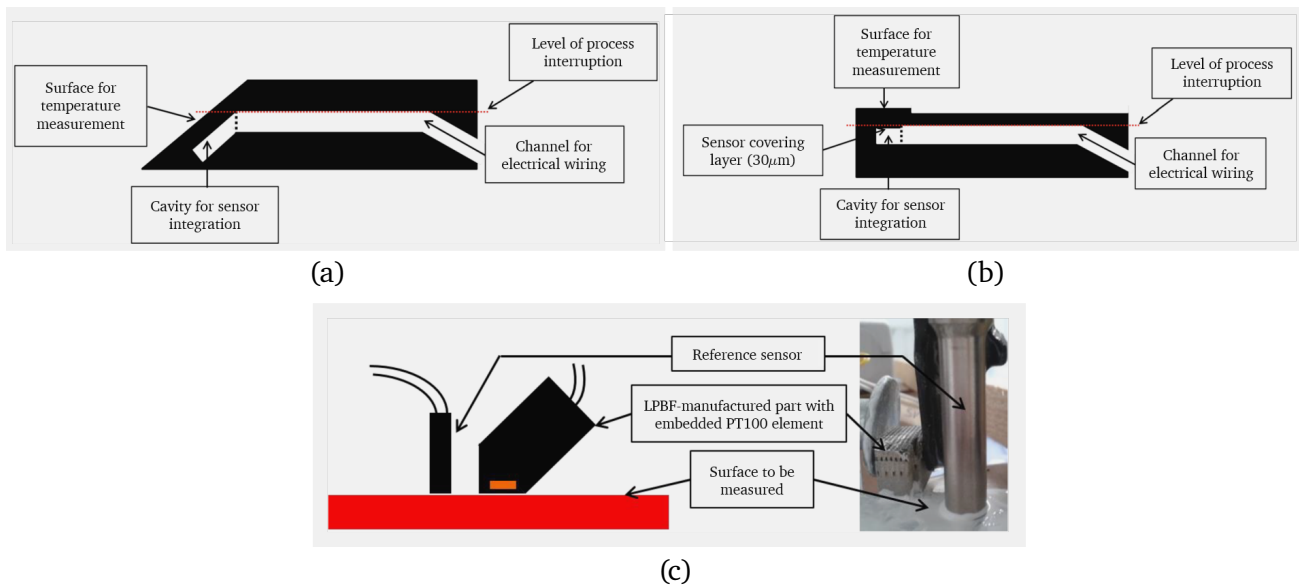 Surface for
temperature
measurement
Level of process
interruption
Channel for
electrical wiring
Cavity for sensor
integration
(a)
Surface for
temperature
measurement
Level of process
interruption
Sensor covering
layer (30μm)
Channel for
electrical wiring
Cavity for sensor
integration
(b)
Reference sensor
LPBF-manufactured part with
embedded PT100 element
Surface to be
measured
(c)